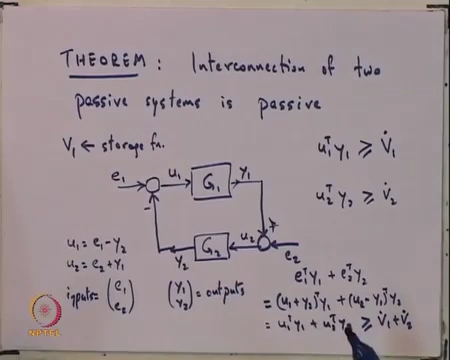 THEOREM : Interconnection of two
passive systems is passive
V₁ ← storage fn.
u₁ᵀy₁ ⩾ V̇₁
u₂ᵀy₂ ⩾ V̇₂
e₁
u₁
G₁
y₁
-
+
u₂
G₂
y₂
e₂
u₁ = e₁ - y₂
u₂ = e₂ + y₁
inputs = (e₁ e₂)
(y₁ y₂) = outputs
e₁ᵀy₁ + e₂ᵀy₂
= (u₁+y₂)ᵀy₁ + (u₂-y₁)ᵀy₂
= u₁ᵀy₁ + u₂ᵀy₂ ⩾ V̇₁+V̇₂
NPTEL